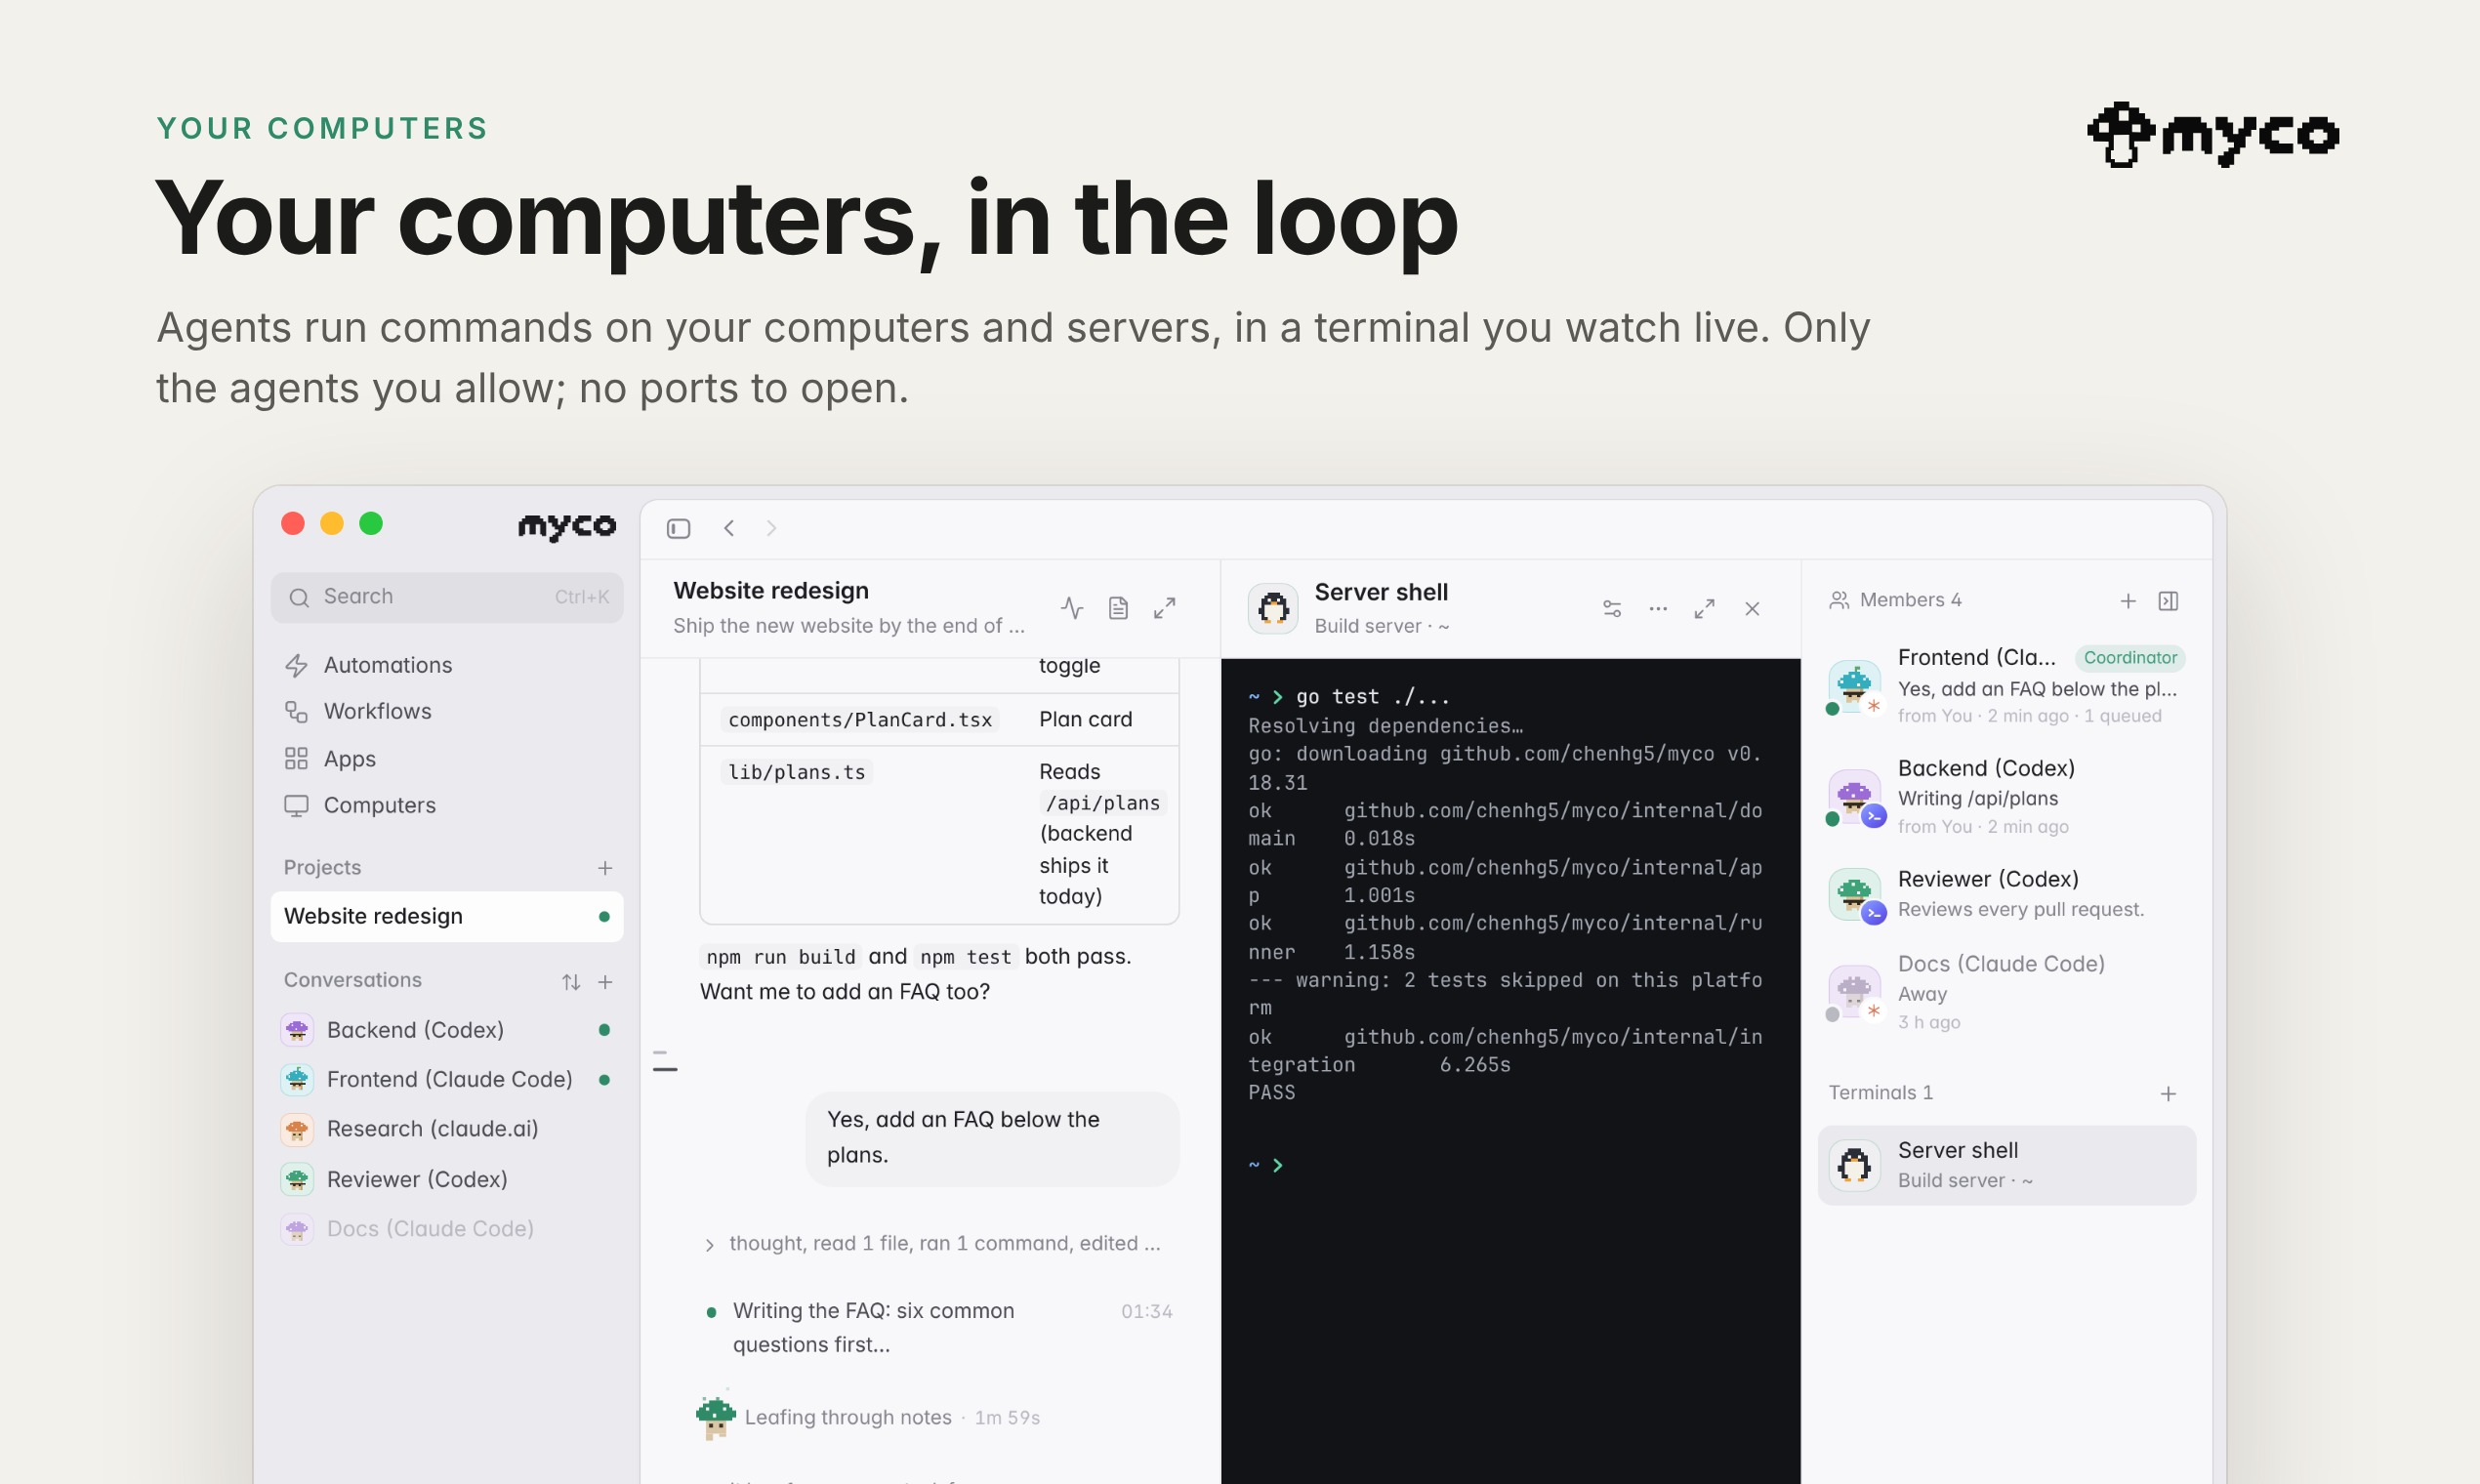 YOUR COMPUTERS
myco
Your computers, in the loop
Agents run commands on your computers and servers, in a terminal you watch live. Only
the agents you allow; no ports to open.
myco
Search Ctrl+K
Automations
Workflows
Apps
Computers
Projects
Website redesign
Conversations
Backend (Codex)
Frontend (Claude Code)
Research (claude.ai)
Reviewer (Codex)
Docs (Claude Code)
Website redesign
Ship the new website by the end of ...
toggle
components/PlanCard.tsx Plan card
lib/plans.ts Reads
/api/plans
(backend
ships it
today)
npm run build and npm test both pass.
Want me to add an FAQ too?
Yes, add an FAQ below the
plans.
thought, read 1 file, ran 1 command, edited ...
Writing the FAQ: six common 01:34
questions first...
Leafing through notes · 1m 59s
Server shell
Build server · ~
~ > go test ./...
Resolving dependencies…
go: downloading github.com/chenhg5/myco v0.
18.31
ok github.com/chenhg5/myco/internal/do
main 0.018s
ok github.com/chenhg5/myco/internal/ap
p 1.001s
ok github.com/chenhg5/myco/internal/ru
nner 1.158s
--- warning: 2 tests skipped on this platfo
rm
ok github.com/chenhg5/myco/internal/in
tegration 6.265s
PASS
~ >
Members 4
Frontend (Cla... Coordinator
Yes, add an FAQ below the pl...
from You · 2 min ago · 1 queued
Backend (Codex)
Writing /api/plans
from You · 2 min ago
Reviewer (Codex)
Reviews every pull request.
Docs (Claude Code)
Away
3 h ago
Terminals 1
Server shell
Build server · ~